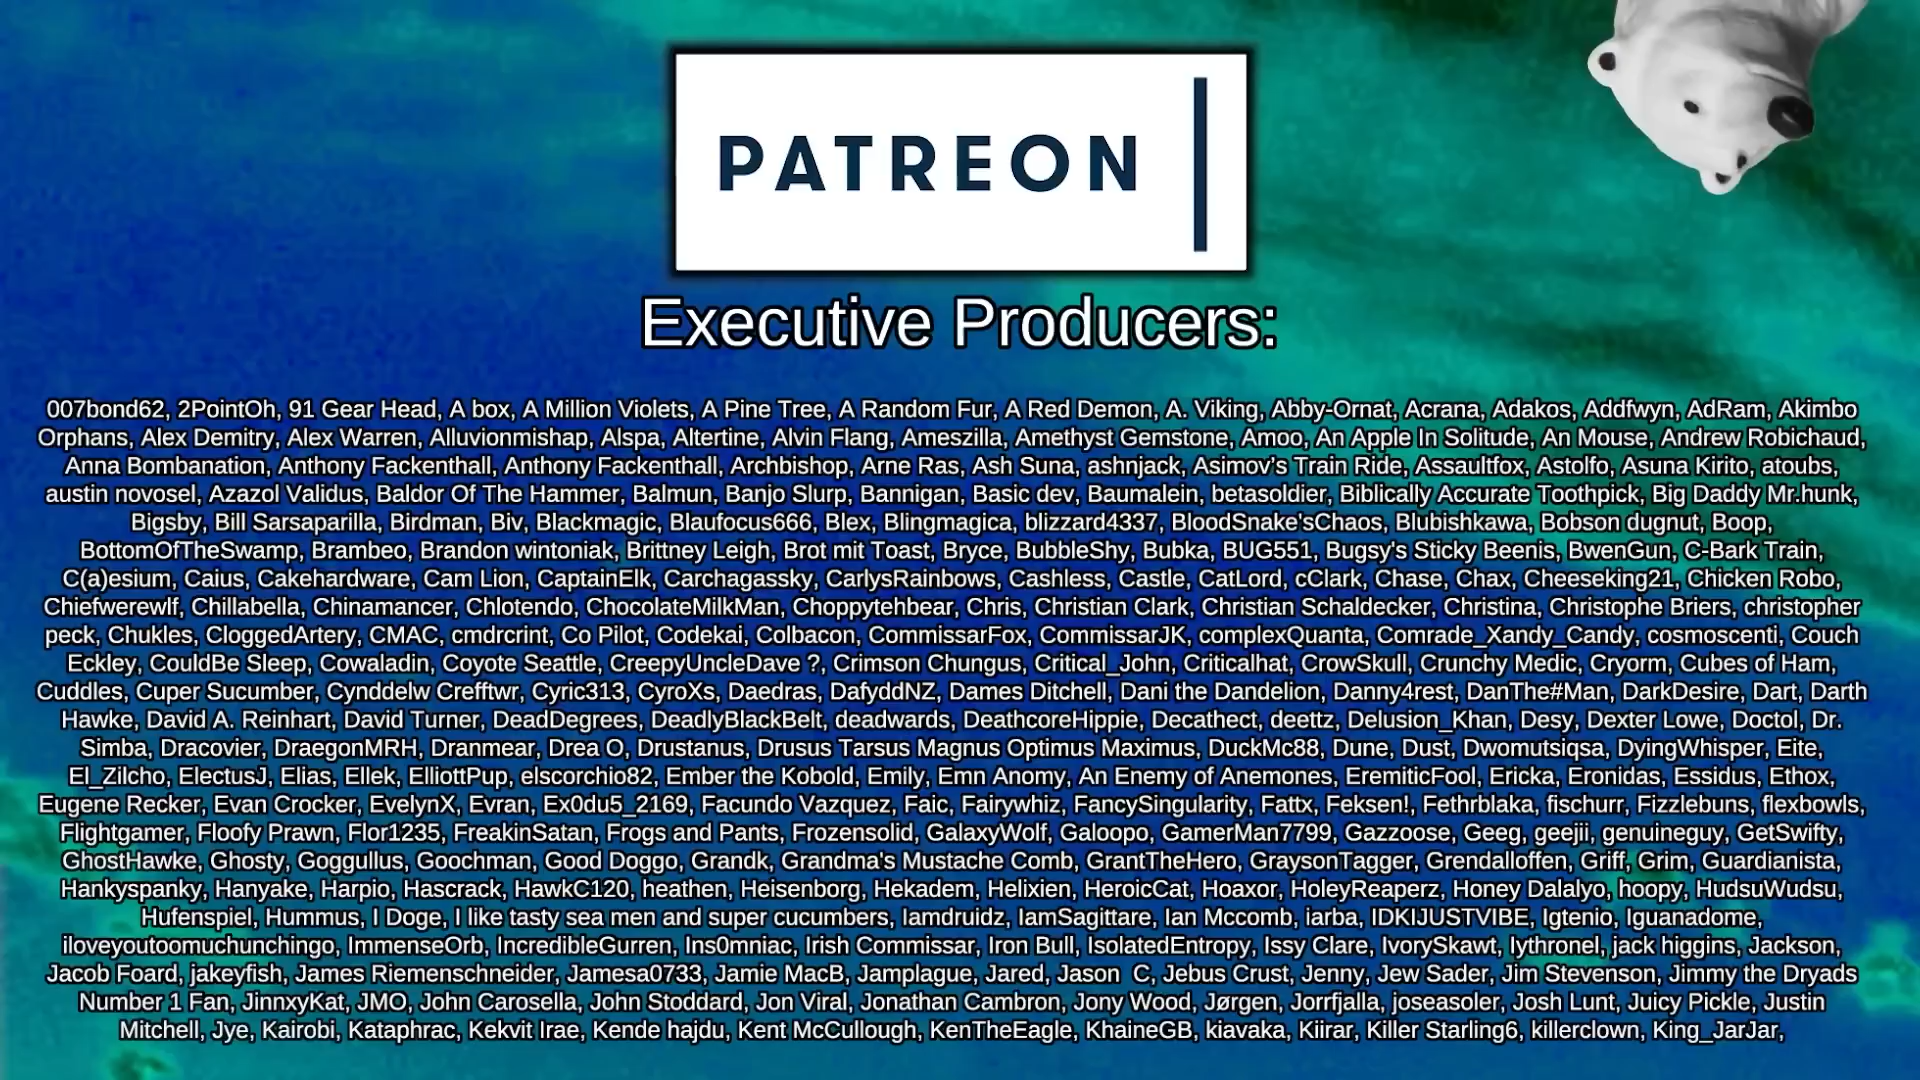 PATREON
Executive Producers:
007bond62, 2PointOh, 91 Gear Head, A box, A Million Violets, A Pine Tree, A Random Fur, A Red Demon, A. Viking, Abby-Ornat, Acrana, Adakos, Addfwyn, AdRam, Akimbo
Orphans, Alex Demitry, Alex Warren, Alluvionmishap, Alspa, Altertine, Alvin Flang, Ameszilla, Amethyst Gemstone, Amoo, An Apple In Solitude, An Mouse, Andrew Robichaud,
Anna Bombanation, Anthony Fackenthall, Anthony Fackenthall, Archbishop, Arne Ras, Ash Suna, ashnjack, Asimov’s Train Ride, Assaultfox, Astolfo, Asuna Kirito, atoubs,
austin novosel, Azazol Validus, Baldor Of The Hammer, Balmun, Banjo Slurp, Bannigan, Basic dev, Baumalein, betasoldier, Biblically Accurate Toothpick, Big Daddy Mr.hunk,
Bigsby, Bill Sarsaparilla, Birdman, Biv, Blackmagic, Blaufocus666, Blex, Blingmagica, blizzard4337, BloodSnake'sChaos, Blubishkawa, Bobson dugnut, Boop,
BottomOfTheSwamp, Brambeo, Brandon wintoniak, Brittney Leigh, Brot mit Toast, Bryce, BubbleShy, Bubka, BUG551, Bugsy's Sticky Beenis, BwenGun, C-Bark Train,
C(a)esium, Caius, Cakehardware, Cam Lion, CaptainElk, Carchagassky, CarlysRainbows, Cashless, Castle, CatLord, cClark, Chase, Chax, Cheeseking21, Chicken Robo,
Chiefwerewlf, Chillabella, Chinamancer, Chlotendo, ChocolateMilkMan, Choppytehbear, Chris, Christian Clark, Christian Schaldecker, Christina, Christophe Briers, christopher
peck, Chukles, CloggedArtery, CMAC, cmdrcrint, Co Pilot, Codekai, Colbacon, CommissarFox, CommissarJK, complexQuanta, Comrade_Xandy_Candy, cosmoscenti, Couch
Eckley, CouldBe Sleep, Cowaladin, Coyote Seattle, CreepyUncleDave ?, Crimson Chungus, Critical_John, Criticalhat, CrowSkull, Crunchy Medic, Cryorm, Cubes of Ham,
Cuddles, Cuper Sucumber, Cynddelw Crefftwr, Cyric313, CyroXs, Daedras, DafyddNZ, Dames Ditchell, Dani the Dandelion, Danny4rest, DanThe#Man, DarkDesire, Dart, Darth
Hawke, David A. Reinhart, David Turner, DeadDegrees, DeadlyBlackBelt, deadwards, DeathcoreHippie, Decathect, deettz, Delusion_Khan, Desy, Dexter Lowe, Doctol, Dr.
Simba, Dracovier, DraegonMRH, Dranmear, Drea O, Drustanus, Drusus Tarsus Magnus Optimus Maximus, DuckMc88, Dune, Dust, Dwomutsiqsa, DyingWhisper, Eite,
El_Zilcho, ElectusJ, Elias, Ellek, ElliottPup, elscorchio82, Ember the Kobold, Emily, Emn Anomy, An Enemy of Anemones, EremiticFool, Ericka, Eronidas, Essidus, Ethox,
Eugene Recker, Evan Crocker, EvelynX, Evran, Ex0du5_2169, Facundo Vazquez, Faic, Fairywhiz, FancySingularity, Fattx, Feksen!, Fethrblaka, fischurr, Fizzlebuns, flexbowls,
Flightgamer, Floofy Prawn, Flor1235, FreakinSatan, Frogs and Pants, Frozensolid, GalaxyWolf, Galoopo, GamerMan7799, Gazzoose, Geeg, geejii, genuineguy, GetSwifty,
GhostHawke, Ghosty, Goggullus, Goochman, Good Doggo, Grandk, Grandma's Mustache Comb, GrantTheHero, GraysonTagger, Grendalloffen, Griff, Grim, Guardianista,
Hankyspanky, Hanyake, Harpio, Hascrack, HawkC120, heathen, Heisenborg, Hekadem, Helixien, HeroicCat, Hoaxor, HoleyReaperz, Honey Dalalyo, hoopy, HudsuWudsu,
Hufenspiel, Hummus, I Doge, I like tasty sea men and super cucumbers, Iamdruidz, IamSagittare, Ian Mccomb, iarba, IDKIJUSTVIBE, Igtenio, Iguanadome,
iloveyoutoomuchunchingo, ImmenseOrb, IncredibleGurren, Ins0mniac, Irish Commissar, Iron Bull, IsolatedEntropy, Issy Clare, IvorySkawt, Iythronel, jack higgins, Jackson,
Jacob Foard, jakeyfish, James Riemenschneider, Jamesa0733, Jamie MacB, Jamplague, Jared, Jason  C, Jebus Crust, Jenny, Jew Sader, Jim Stevenson, Jimmy the Dryads
Number 1 Fan, JinnxyKat, JMO, John Carosella, John Stoddard, Jon Viral, Jonathan Cambron, Jony Wood, Jørgen, Jorrfjalla, joseasoler, Josh Lunt, Juicy Pickle, Justin
Mitchell, Jye, Kairobi, Kataphrac, Kekvit Irae, Kende hajdu, Kent McCullough, KenTheEagle, KhaineGB, kiavaka, Kiirar, Killer Starling6, killerclown, King_JarJar,